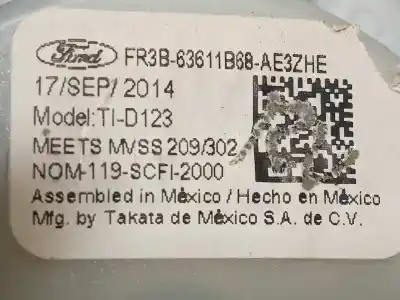 Ford FR3B-63611B68-AE3ZHE
17/SEP/2014
Model:TI-D123
MEETS MVSS 209/302
NOM-119-SCFI-2000
Assembled in México / Hecho en México
Mfg. by Takata de México S.A. de C.V.